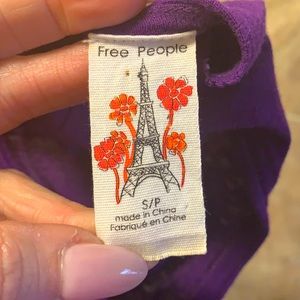 Free People
S/P
made in China
Fabriqué en Chine